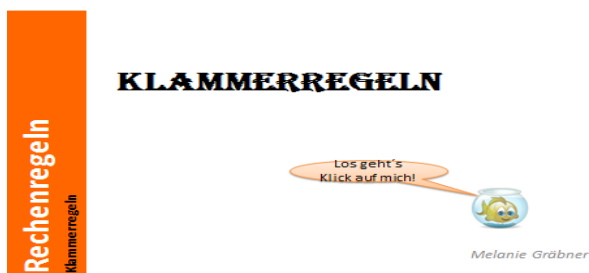 KLAMMERREGELN
Rechenregeln
Klammerregeln
Los geht´s
Klick auf mich!
Melanie Gräbner